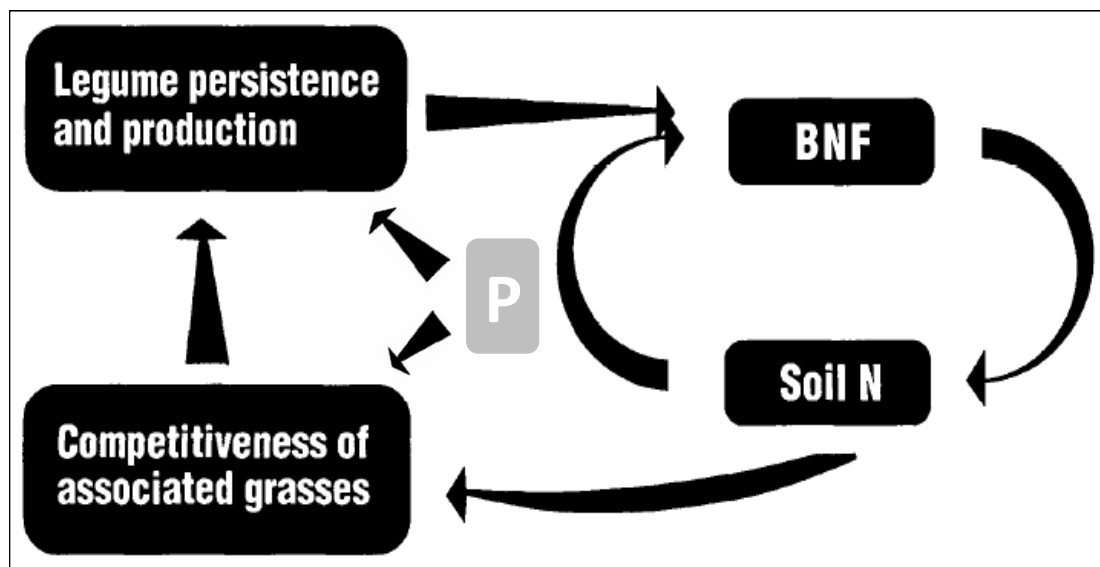 Legume persistence
and production
BNF
P
Soil N
Competitiveness of
associated grasses